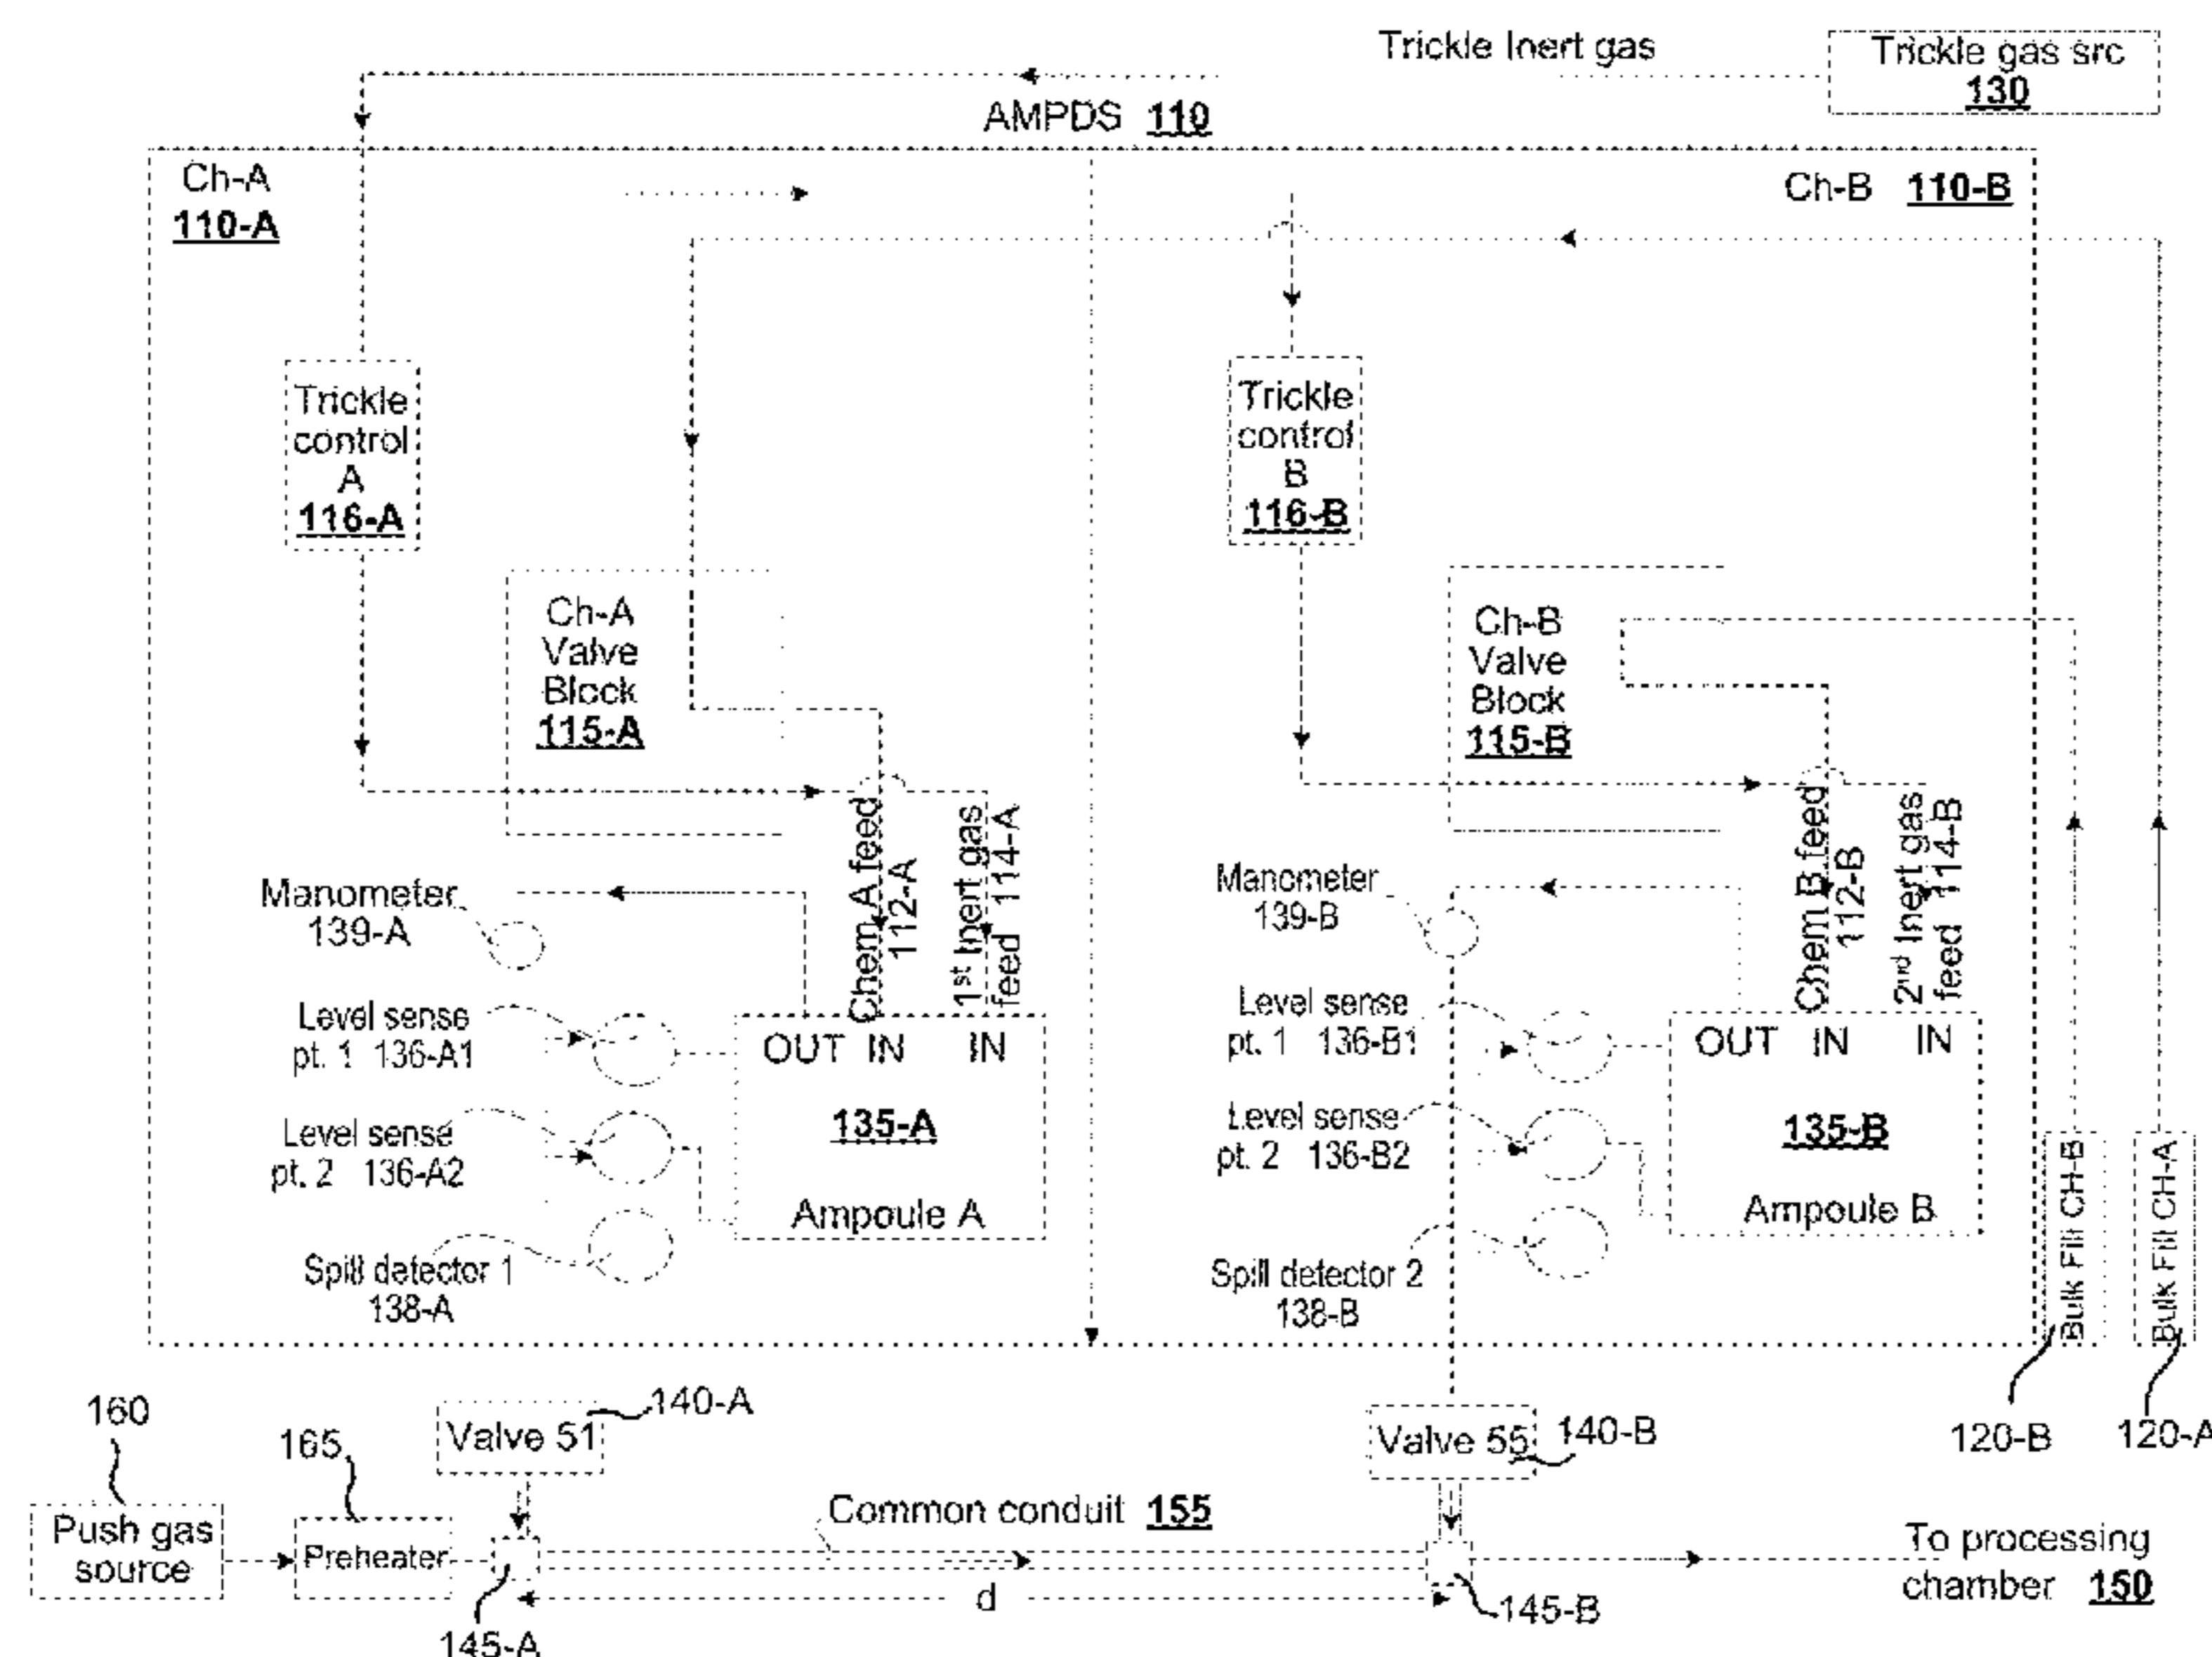 Trickle Inert gas
Trickle gas src
130
AMPDS 110
Ch-A
110-A
Ch-B 110-B
Trickle
control
A
116-A
Trickle
control
B
116-B
Ch-A
Valve
Block
115-A
Ch-B
Valve
Block
115-B
Chem A feed
112-A
1st Inert gas
feed 114-A
Chem B feed
112-B
2nd Inert gas
feed 114-B
Manometer
139-A
Manometer
139-B
Level sense
pt. 1 136-A1
Level sense
pt. 1 136-B1
OUT IN IN
OUT IN IN
Level sense
pt. 2 136-A2
135-A
Level sense
pt. 2 136-B2
135-B
Ampoule A
Ampoule B
Spill detector 1
138-A
Spill detector 2
138-B
Bulk Fill CH-B
Bulk Fill CH-A
160
165
Valve 51
140-A
Valve 55
140-B
120-B
120-A
Push gas
source
Preheater
Common conduit 155
To processing
chamber 150
d
145-A
145-B